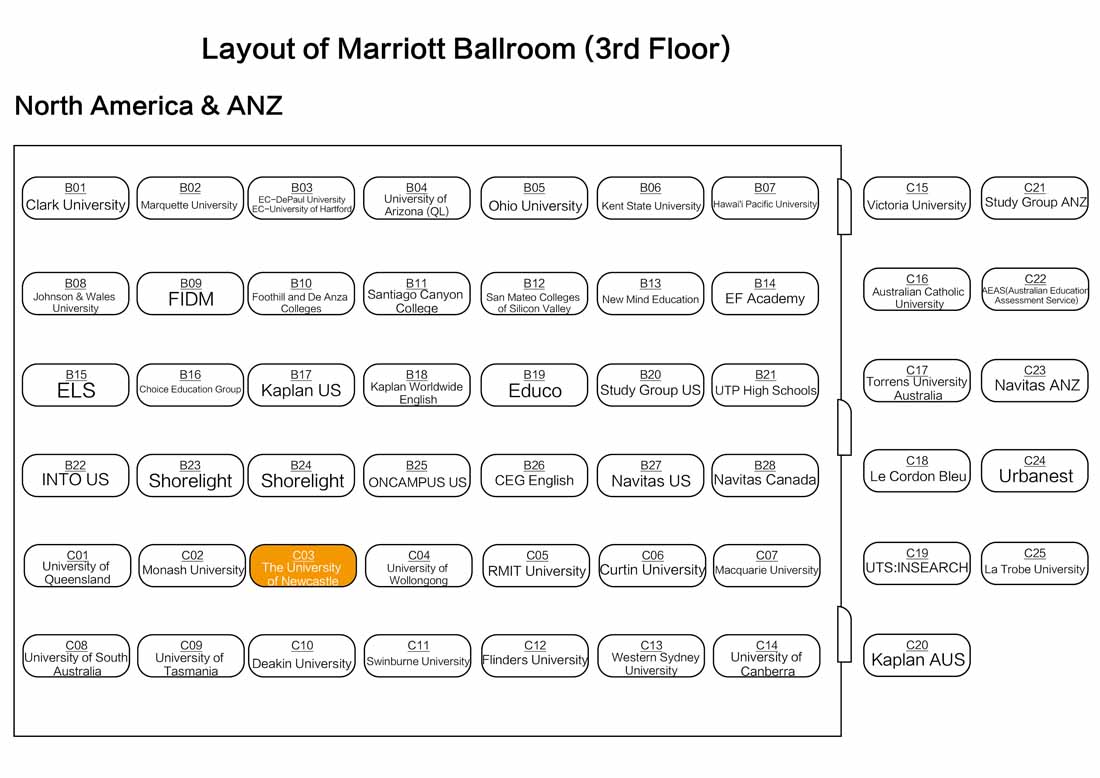 Layout of Marriott Ballroom (3rd Floor)
North America & ANZ
B01
Clark University
B02
Marquette University
B03
EC-DePaul University
EC-University of Hartford
B04
University of
Arizona (QL)
B05
Ohio University
B06
Kent State University
B07
Hawai'i Pacific University
C15
Victoria University
C21
Study Group ANZ
B08
Johnson & Wales
University
B09
FIDM
B10
Foothill and De Anza
Colleges
B11
Santiago Canyon
College
B12
San Mateo Colleges
of Silicon Valley
B13
New Mind Education
B14
EF Academy
C16
Australian Catholic
University
C22
AEAS(Australian Education
Assessment Service)
B15
ELS
B16
Choice Education Group
B17
Kaplan US
B18
Kaplan Worldwide
English
B19
Educo
B20
Study Group US
B21
UTP High Schools
C17
Torrens University
Australia
C23
Navitas ANZ
B22
INTO US
B23
Shorelight
B24
Shorelight
B25
ONCAMPUS US
B26
CEG English
B27
Navitas US
B28
Navitas Canada
C18
Le Cordon Bleu
C24
Urbanest
C01
University of
Queensland
C02
Monash University
C03
The University
of Newcastle
C04
University of
Wollongong
C05
RMIT University
C06
Curtin University
C07
Macquarie University
C19
UTS:INSEARCH
C25
La Trobe University
C08
University of South
Australia
C09
University of
Tasmania
C10
Deakin University
C11
Swinburne University
C12
Flinders University
C13
Western Sydney
University
C14
University of
Canberra
C20
Kaplan AUS